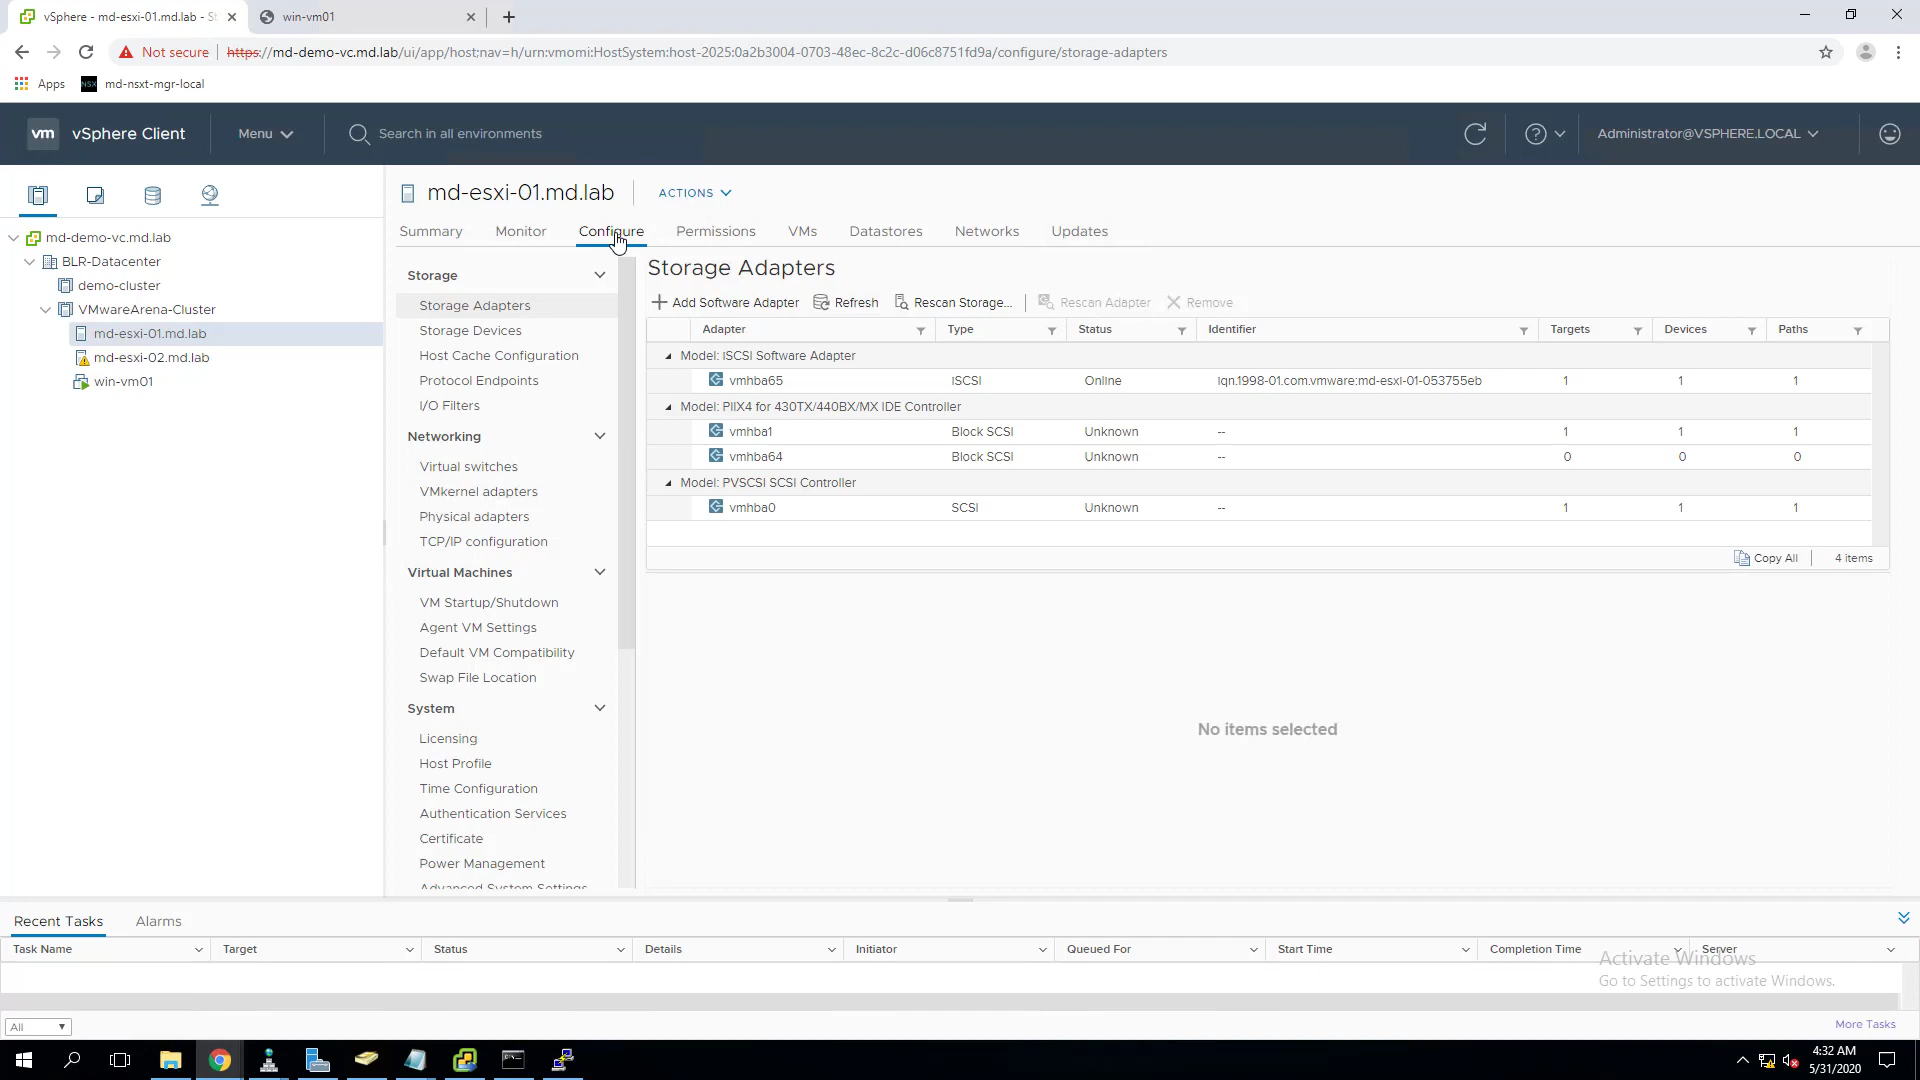 vSphere - md-esxi-01.md.lab - St
win-vm01
Not secure
https://md-demo-vc.md.lab/ui/app/host;nav=h/urn:vmomi:HostSystem:host-2025:0a2b3004-0703-48ec-8c2c-d06c8751fd9a/configure/storage-adapters
Apps
NSX
md-nsxt-mgr-local
vm
vSphere Client
Menu
Search in all environments
Administrator@VSPHERE.LOCAL
md-demo-vc.md.lab
BLR-Datacenter
demo-cluster
VMwareArena-Cluster
md-esxi-01.md.lab
md-esxi-02.md.lab
win-vm01
md-esxi-01.md.lab
ACTIONS
Summary Monitor Configure Permissions VMs Datastores Networks Updates
Storage
Storage Adapters
Storage Devices
Host Cache Configuration
Protocol Endpoints
I/O Filters
Networking
Virtual switches
VMkernel adapters
Physical adapters
TCP/IP configuration
Virtual Machines
VM Startup/Shutdown
Agent VM Settings
Default VM Compatibility
Swap File Location
System
Licensing
Host Profile
Time Configuration
Authentication Services
Certificate
Power Management
Advanced System Settings
Storage Adapters
Add Software Adapter Refresh Rescan Storage... Rescan Adapter Remove
Adapter Type Status Identifier Targets Devices Paths
Model: iSCSI Software Adapter
vmhba65 iSCSI Online iqn.1998-01.com.vmware:md-esxi-01-053755eb 1 1 1
Model: PIIX4 for 430TX/440BX/MX IDE Controller
vmhba1 Block SCSI Unknown -- 1 1 1
vmhba64 Block SCSI Unknown -- 0 0 0
Model: PVSCSI SCSI Controller
vmhba0 SCSI Unknown -- 1 1 1
Copy All 4 items
No items selected
Recent Tasks Alarms
Task Name Target Status Details Initiator Queued For Start Time Completion Time Server
Activate Windows
Go to Settings to activate Windows.
All
More Tasks
4:32 AM
5/31/2020